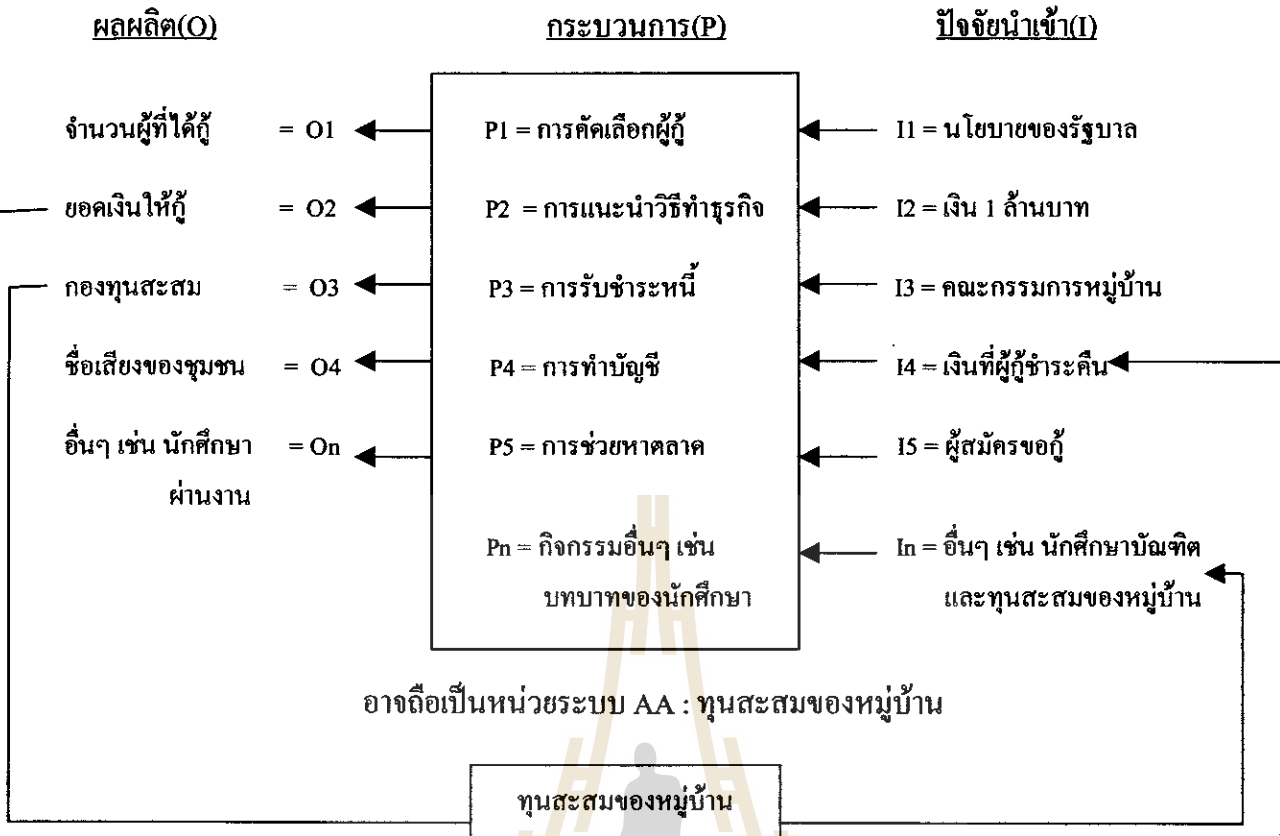 ผลผลิต(O) กระบวนการ(P) ปัจจัยนำเข้า(I)
จำนวนผู้ที่ได้กู้ = O1 P1 = การคัดเลือกผู้กู้ I1 = นโยบายของรัฐบาล
ยอดเงินให้กู้ = O2 P2 = การแนะนำวิธีทำธุรกิจ I2 = เงิน 1 ล้านบาท
กองทุนสะสม = O3 P3 = การรับชำระหนี้ I3 = คณะกรรมการหมู่บ้าน
ชื่อเสียงของชุมชน = O4 P4 = การทำบัญชี I4 = เงินที่ผู้กู้ชำระคืน
อื่นๆ เช่น นักศึกษา = On P5 = การช่วยหาตลาด I5 = ผู้สมัครขอกู้
ผ่านงาน
Pn = กิจกรรมอื่นๆ เช่น In = อื่นๆ เช่น นักศึกษาบัณฑิต
บทบาทของนักศึกษา และทุนสะสมของหมู่บ้าน
อาจถือเป็นหน่วยระบบ AA : ทุนสะสมของหมู่บ้าน
ทุนสะสมของหมู่บ้าน